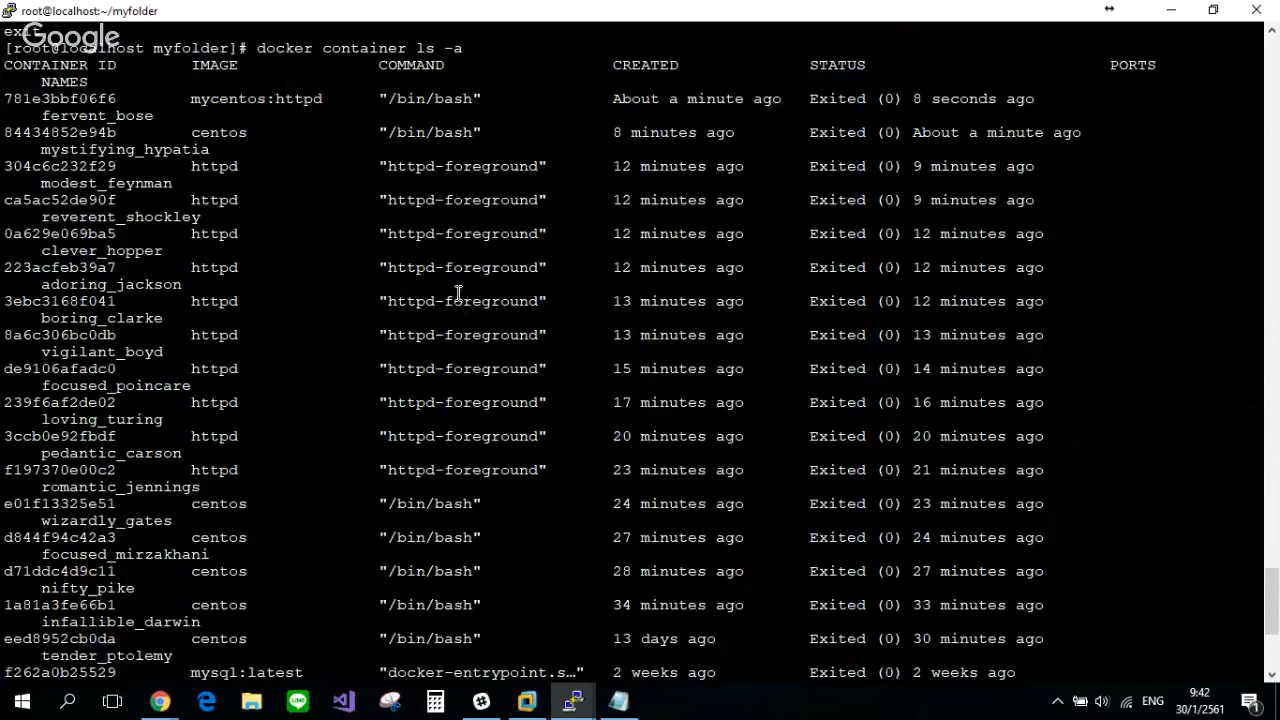 root@localhost:~/myfolder
exit
Google
[root@localhost myfolder]# docker container ls -a
CONTAINER ID IMAGE COMMAND CREATED STATUS PORTS
NAMES
781e3bbf06f6 mycentos:httpd "/bin/bash" About a minute ago Exited (0) 8 seconds ago
fervent_bose
84434852e94b centos "/bin/bash" 8 minutes ago Exited (0) About a minute ago
mystifying_hypatia
304c6c232f29 httpd "httpd-foreground" 12 minutes ago Exited (0) 9 minutes ago
modest_feynman
ca5ac52de90f httpd "httpd-foreground" 12 minutes ago Exited (0) 9 minutes ago
reverent_shockley
0a629e069ba5 httpd "httpd-foreground" 12 minutes ago Exited (0) 12 minutes ago
clever_hopper
223acfeb39a7 httpd "httpd-foreground" 12 minutes ago Exited (0) 12 minutes ago
adoring_jackson
3ebc3168f041 httpd "httpd-foreground" 13 minutes ago Exited (0) 12 minutes ago
boring_clarke
8a6c306bc0db httpd "httpd-foreground" 13 minutes ago Exited (0) 13 minutes ago
vigilant_boyd
de9106afadc0 httpd "httpd-foreground" 15 minutes ago Exited (0) 14 minutes ago
focused_poincare
239f6af2de02 httpd "httpd-foreground" 17 minutes ago Exited (0) 16 minutes ago
loving_turing
3ccb0e92fbdf httpd "httpd-foreground" 20 minutes ago Exited (0) 20 minutes ago
pedantic_carson
f197370e00c2 httpd "httpd-foreground" 23 minutes ago Exited (0) 21 minutes ago
romantic_jennings
e01f13325e51 centos "/bin/bash" 24 minutes ago Exited (0) 23 minutes ago
wizardly_gates
d844f94c42a3 centos "/bin/bash" 27 minutes ago Exited (0) 24 minutes ago
focused_mirzakhani
d71ddc4d9c11 centos "/bin/bash" 28 minutes ago Exited (0) 27 minutes ago
nifty_pike
1a81a3fe66b1 centos "/bin/bash" 34 minutes ago Exited (0) 33 minutes ago
infallible_darwin
eed8952cb0da centos "/bin/bash" 13 days ago Exited (0) 30 minutes ago
tender_ptolemy
f262a0b25529 mysql:latest "docker-entrypoint.s…" 2 weeks ago Exited (0) 2 weeks ago
ENG
9:42
30/1/2561